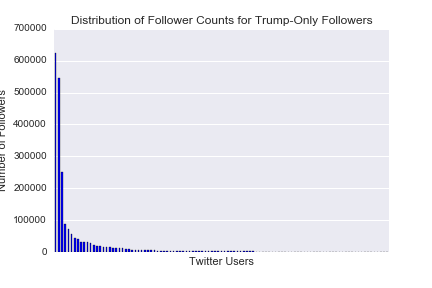 Distribution of Follower Counts for Trump-Only Followers
700000
600000
500000
400000
300000
200000
100000
0
Number of Followers
Twitter Users